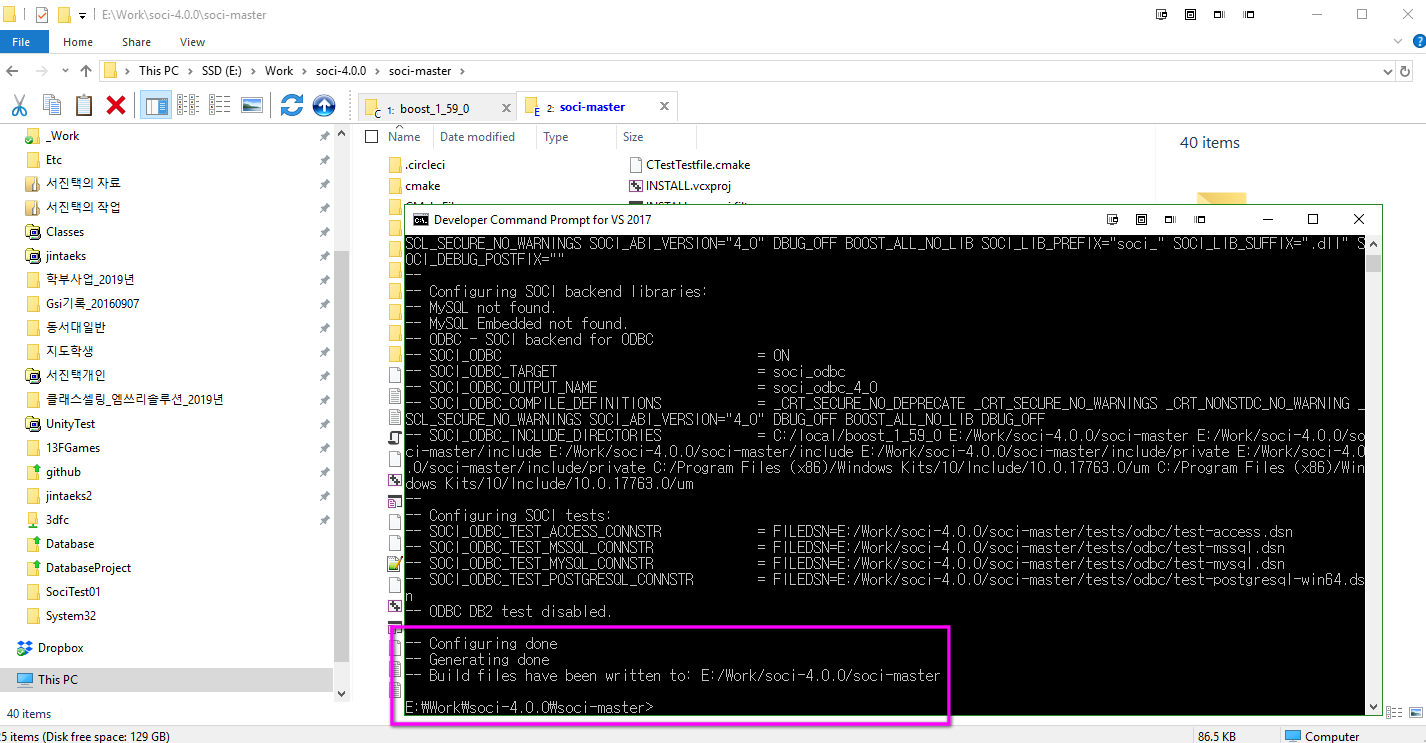 E:\Work\soci-4.0.0\soci-master
File Home Share View
This PC > SSD (E:) > Work > soci-4.0.0 > soci-master >
C 1: boost_1_59_0
E 2: soci-master
_Work
Etc
서진택의 자료
서진택의 작업
Classes
jintaeks
학부사업_2019년
Gsi기록_20160907
동서대일반
지도학생
서진택개인
클래스셀링_엠쓰리솔루션_2019년
UnityTest
13FGames
github
jintaeks2
3dfc
Database
DatabaseProject
SociTest01
System32
Dropbox
This PC
Name Date modified Type Size
.circleci
cmake
CTestTestfile.cmake
INSTALL.vcxproj
40 items
Developer Command Prompt for VS 2017
SCL_SECURE_NO_WARNINGS SOCI_ABI_VERSION="4_0" DBUG_OFF BOOST_ALL_NO_LIB SOCI_LIB_PREFIX="soci_" SOCI_LIB_SUFFIX=".dll" S
OCI_DEBUG_POSTFIX=""
--
-- Configuring SOCI backend libraries:
-- MySQL not found.
-- MySQL Embedded not found.
-- ODBC - SOCI backend for ODBC
-- SOCI_ODBC = ON
-- SOCI_ODBC_TARGET = soci_odbc
-- SOCI_ODBC_OUTPUT_NAME = soci_odbc_4_0
-- SOCI_ODBC_COMPILE_DEFINITIONS = _CRT_SECURE_NO_DEPRECATE _CRT_SECURE_NO_WARNINGS _CRT_NONSTDC_NO_WARNING _
SCL_SECURE_NO_WARNINGS SOCI_ABI_VERSION="4_0" DBUG_OFF BOOST_ALL_NO_LIB DBUG_OFF
-- SOCI_ODBC_INCLUDE_DIRECTORIES = C:/local/boost_1_59_0 E:/Work/soci-4.0.0/soci-master E:/Work/soci-4.0.0/so
ci-master/include E:/Work/soci-4.0.0/soci-master/include E:/Work/soci-4.0.0/soci-master/include/private E:/Work/soci-4.0
.0/soci-master/include/private C:/Program Files (x86)/Windows Kits/10/Include/10.0.17763.0/um C:/Program Files (x86)/Win
dows Kits/10/Include/10.0.17763.0/um
--
-- Configuring SOCI tests:
-- SOCI_ODBC_TEST_ACCESS_CONNSTR = FILEDSN=E:/Work/soci-4.0.0/soci-master/tests/odbc/test-access.dsn
-- SOCI_ODBC_TEST_MSSQL_CONNSTR = FILEDSN=E:/Work/soci-4.0.0/soci-master/tests/odbc/test-mssql.dsn
-- SOCI_ODBC_TEST_MYSQL_CONNSTR = FILEDSN=E:/Work/soci-4.0.0/soci-master/tests/odbc/test-mysql.dsn
-- SOCI_ODBC_TEST_POSTGRESQL_CONNSTR = FILEDSN=E:/Work/soci-4.0.0/soci-master/tests/odbc/test-postgresql-win64.ds
n
-- ODBC DB2 test disabled.
-- Configuring done
-- Generating done
-- Build files have been written to: E:/Work/soci-4.0.0/soci-master
E:₩Work₩soci-4.0.0₩soci-master>
40 items
5 items (Disk free space: 129 GB) 86.5 KB Computer